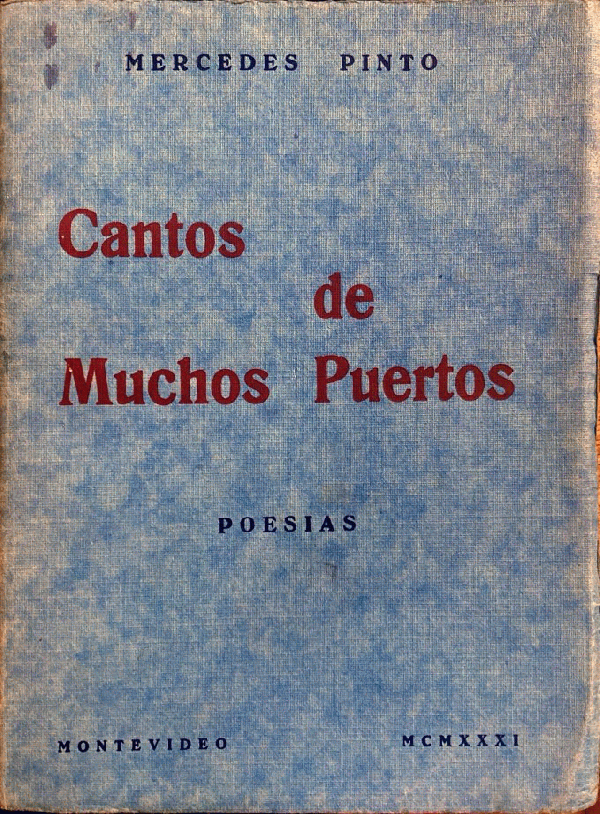 MERCEDES PINTO
Cantos
de
Muchos Puertos
POESIAS
MONTEVIDEO MCMXXXI